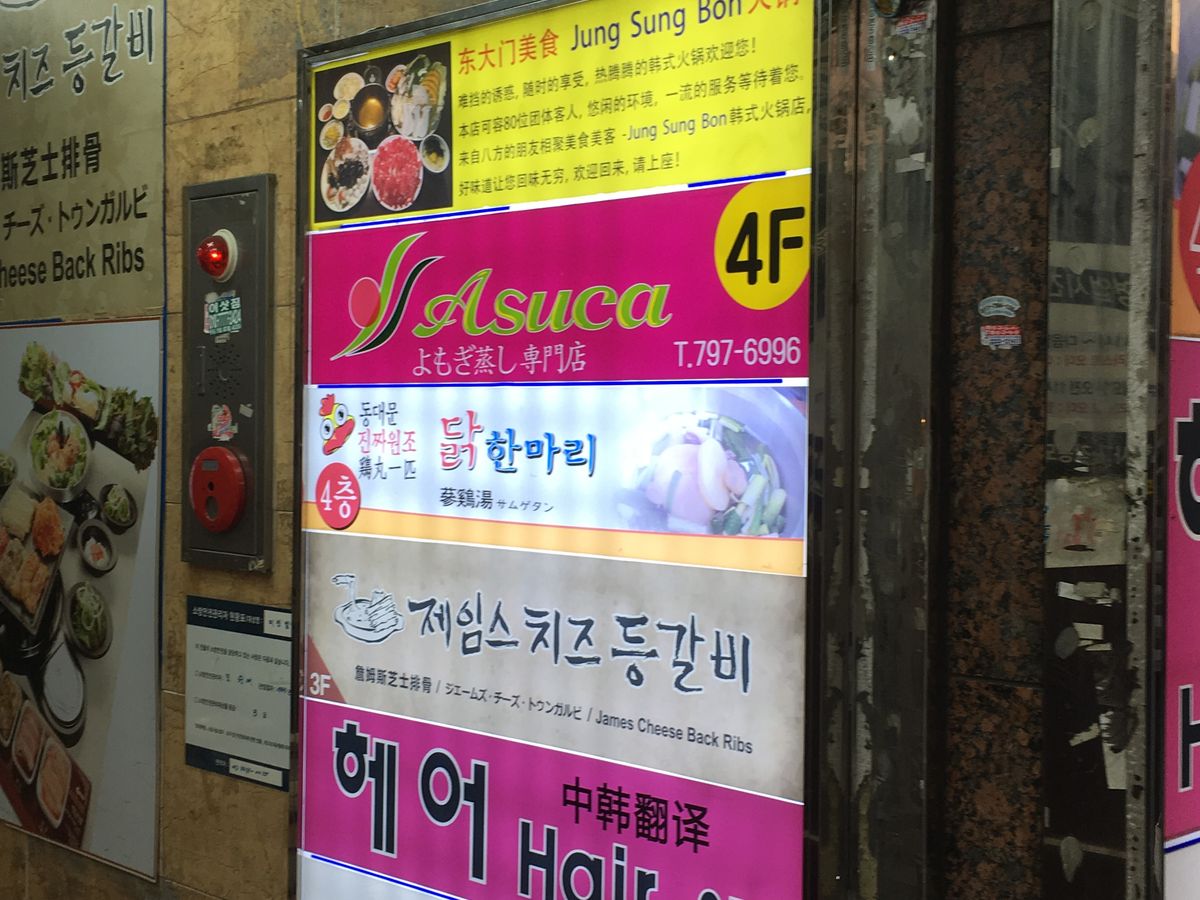 치즈 등갈비
斯芝士排骨
チーズ・トウンガルビ
heese Back Ribs
东大门美食 Jung Sung Bon 火锅
难挡的诱惑, 随时的享受, 热腾腾的韩式火锅欢迎您!
本店可容80位团体客人, 悠闲的环境, 一流的服务等待着您.
来自八方的朋友相聚美食美客 -Jung Sung Bon韩式火锅店,
好味道让您回味无穷, 欢迎回来, 请上座!
4F
Asuca
よもぎ蒸し専門店
T.797-6996
동대문
진짜원조
鶏丸一匹
닭한마리
4층
蔘鷄湯 サムゲタン
제임스치즈등갈비
3F
詹姆斯芝士排骨 / ジェームズ・チーズ・トウンガルビ / James Cheese Back Ribs
헤어
中韩翻译
Hair
이삿짐